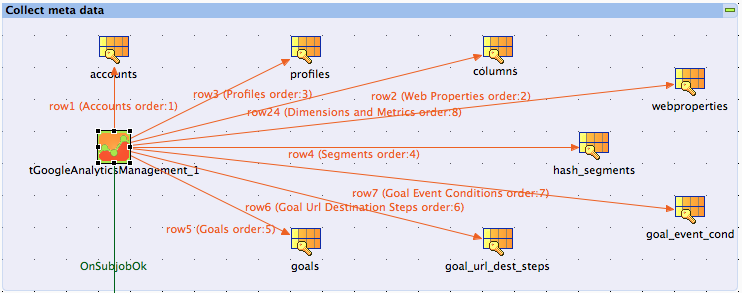 Collect meta data
accounts
profiles
columns
row3 (Profiles order:3)
row2 (Web Properties order:2)
row1 (Accounts order:1)
webproperties
row24 (Dimensions and Metrics order:8)
row4 (Segments order:4)
tGoogleAnalyticsManagement_1
hash_segments
row7 (Goal Event Conditions order:7)
row6 (Goal Url Destination Steps order:6)
row5 (Goals order:5)
goal_event_cond
OnSubjobOk
goals
goal_url_dest_steps